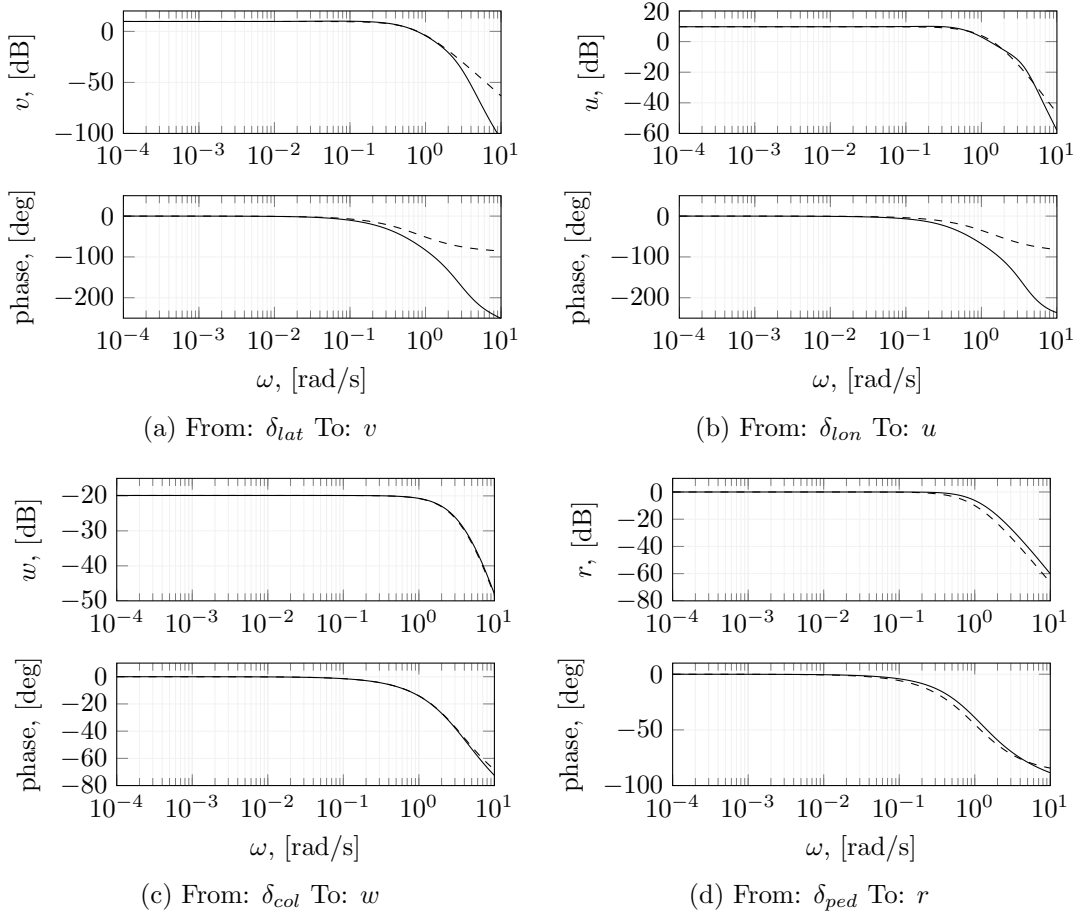 0
−50
−100
v, [dB]
10^−4 10^−3 10^−2 10^−1 10^0 10^1
0
−100
−200
phase, [deg]
10^−4 10^−3 10^−2 10^−1 10^0 10^1
ω, [rad/s]
(a) From: δ_lat To: v
20
10
0
−20
−40
−60
u, [dB]
10^−4 10^−3 10^−2 10^−1 10^0 10^1
0
−100
−200
phase, [deg]
10^−4 10^−3 10^−2 10^−1 10^0 10^1
ω, [rad/s]
(b) From: δ_lon To: u
−20
−30
−40
−50
w, [dB]
10^−4 10^−3 10^−2 10^−1 10^0 10^1
0
−20
−40
−60
−80
phase, [deg]
10^−4 10^−3 10^−2 10^−1 10^0 10^1
ω, [rad/s]
(c) From: δ_col To: w
0
−20
−40
−60
−80
r, [dB]
10^−4 10^−3 10^−2 10^−1 10^0 10^1
0
−50
−100
phase, [deg]
10^−4 10^−3 10^−2 10^−1 10^0 10^1
ω, [rad/s]
(d) From: δ_ped To: r